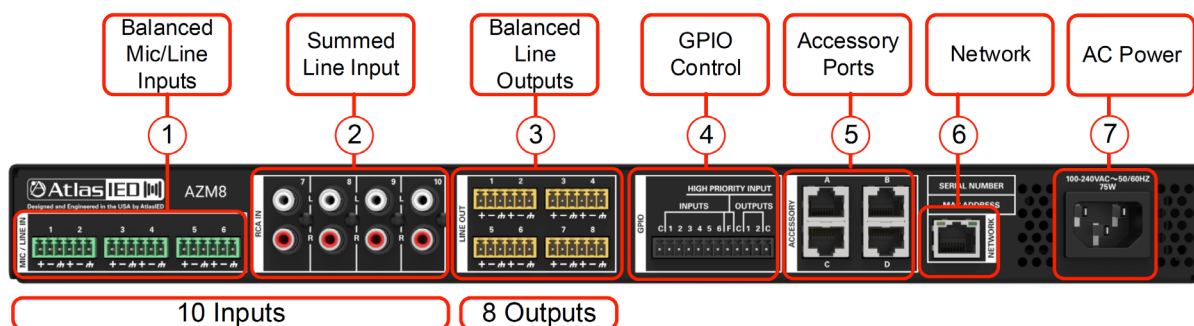 Balanced
Mic/Line
Inputs
Summed
Line Input
Balanced
Line
Outputs
GPIO
Control
Accessory
Ports
Network
AC Power
1
2
3
4
5
6
7
AtlasIED
AZM8
Designed and Engineered in the USA by AtlasIED
MIC / LINE IN
1 2
3 4
5 6
+ − + −
+ − + −
+ − + −
RCA IN
7 8 9 10
L L L L
R R R R
LINE OUT
1 2
3 4
+ − + −
+ − + −
5 6
7 8
+ − + −
+ − + −
GPIO
HIGH PRIORITY INPUT
INPUTS
OUTPUTS
C 1 2 3 4 5 6 F C 1 2 C
ACCESSORY
A
B
C
D
SERIAL NUMBER
MAC ADDRESS
NETWORK
100-240VAC～50/60HZ
75W
10 Inputs
8 Outputs